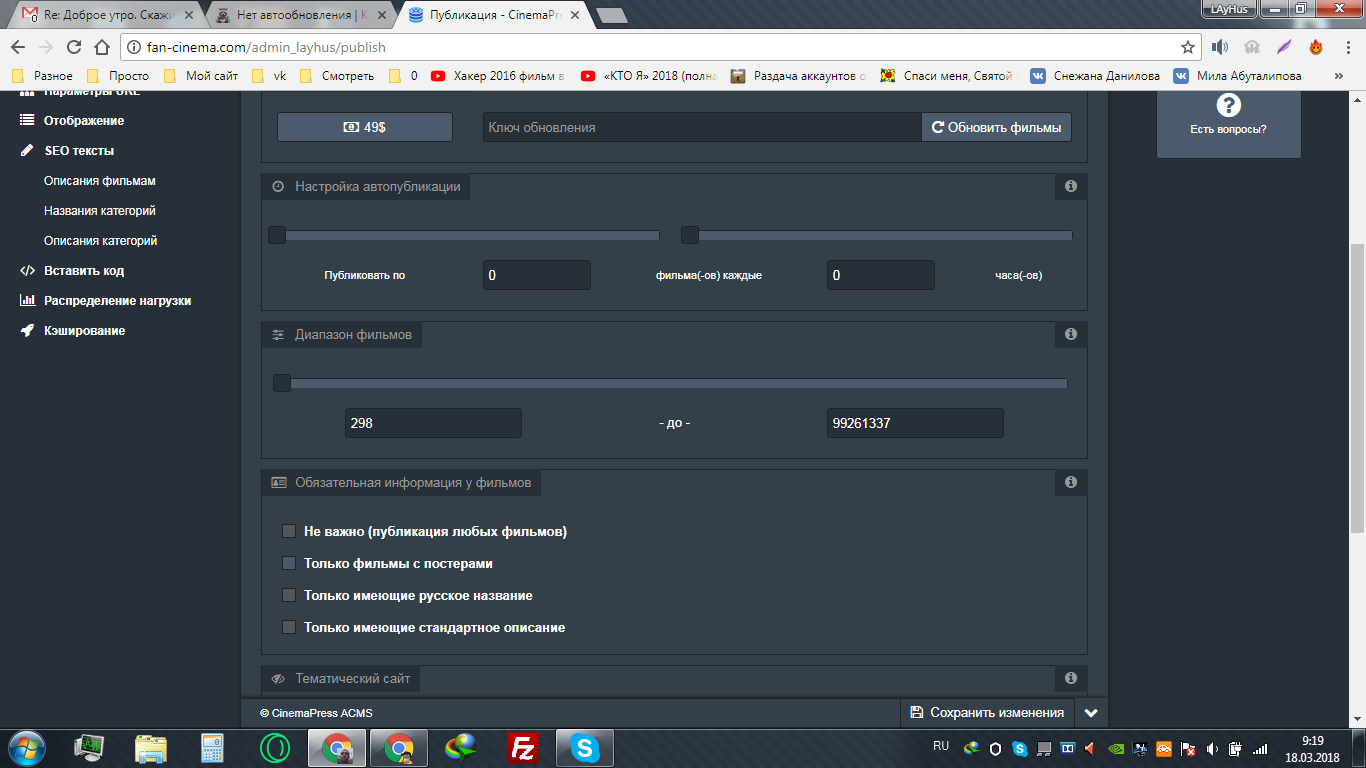 Re: Доброе утро. Скажи
Нет автообновления | К
Публикация - CinemaPre
LAyHus
fan-cinema.com/admin_layhus/publish
Разное
Просто
Мой сайт
vk
Смотреть
0
Хакер 2016 фильм в
«КТО Я» 2018 (полна
Раздача аккаунтов о
Спаси меня, Святой
Снежана Данилова
Мила Абуталипова
»
Параметры URL
Отображение
SEO тексты
Описания фильмам
Названия категорий
Описания категорий
Вставить код
Распределение нагрузки
Кэширование
49$
Ключ обновления
Обновить фильмы
Есть вопросы?
Настройка автопубликации
Публиковать по
0
фильма(-ов) каждые
0
часа(-ов)
Диапазон фильмов
298
- до -
99261337
Обязательная информация у фильмов
Не важно (публикация любых фильмов)
Только фильмы с постерами
Только имеющие русское название
Только имеющие стандартное описание
Тематический сайт
© CinemaPress ACMS
Сохранить изменения
RU
9:19
18.03.2018